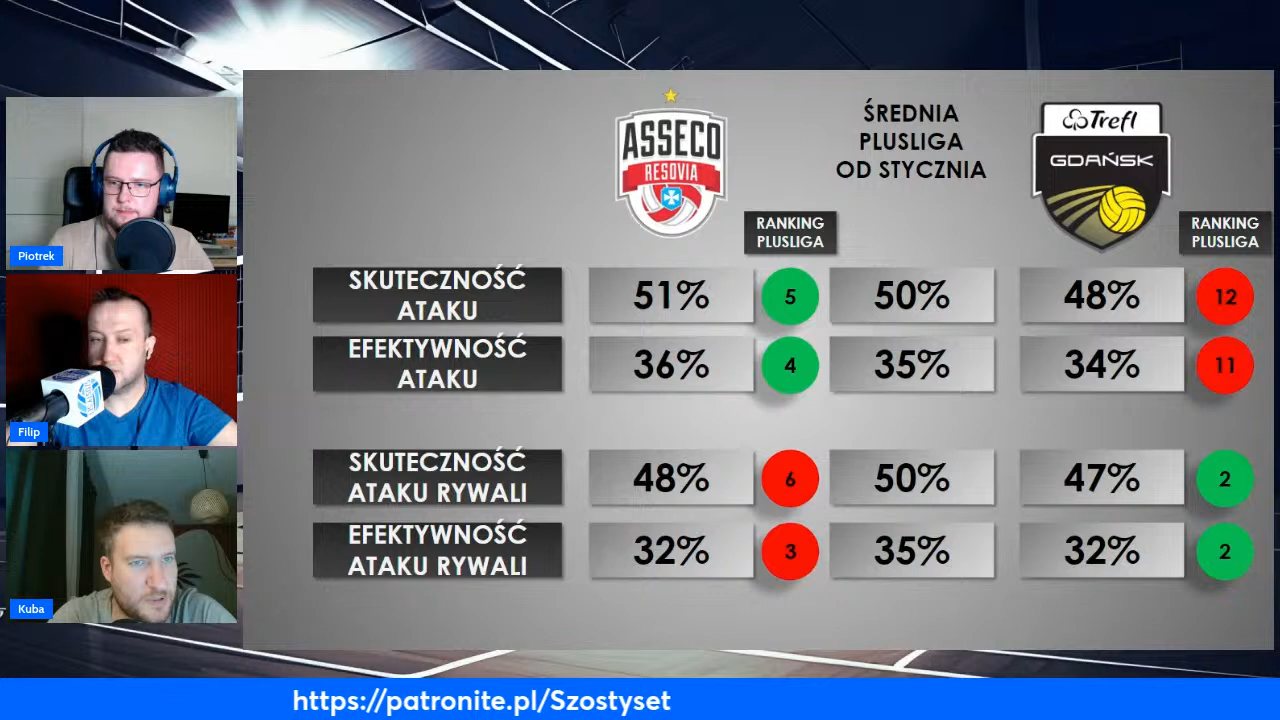 ASSECO
RESOVIA
ŚREDNIA
PLUSLIGA
OD STYCZNIA
Trefl
GDAŃSK
RANKING
PLUSLIGA
RANKING
PLUSLIGA
SKUTECZNOŚĆ
ATAKU
51%
5
50%
48%
12
EFEKTYWNOŚĆ
ATAKU
36%
4
35%
34%
11
SKUTECZNOŚĆ
ATAKU RYWALI
48%
6
50%
47%
2
EFEKTYWNOŚĆ
ATAKU RYWALI
32%
3
35%
32%
2
Piotrek
Filip
Kuba
https://patronite.pl/Szostyset